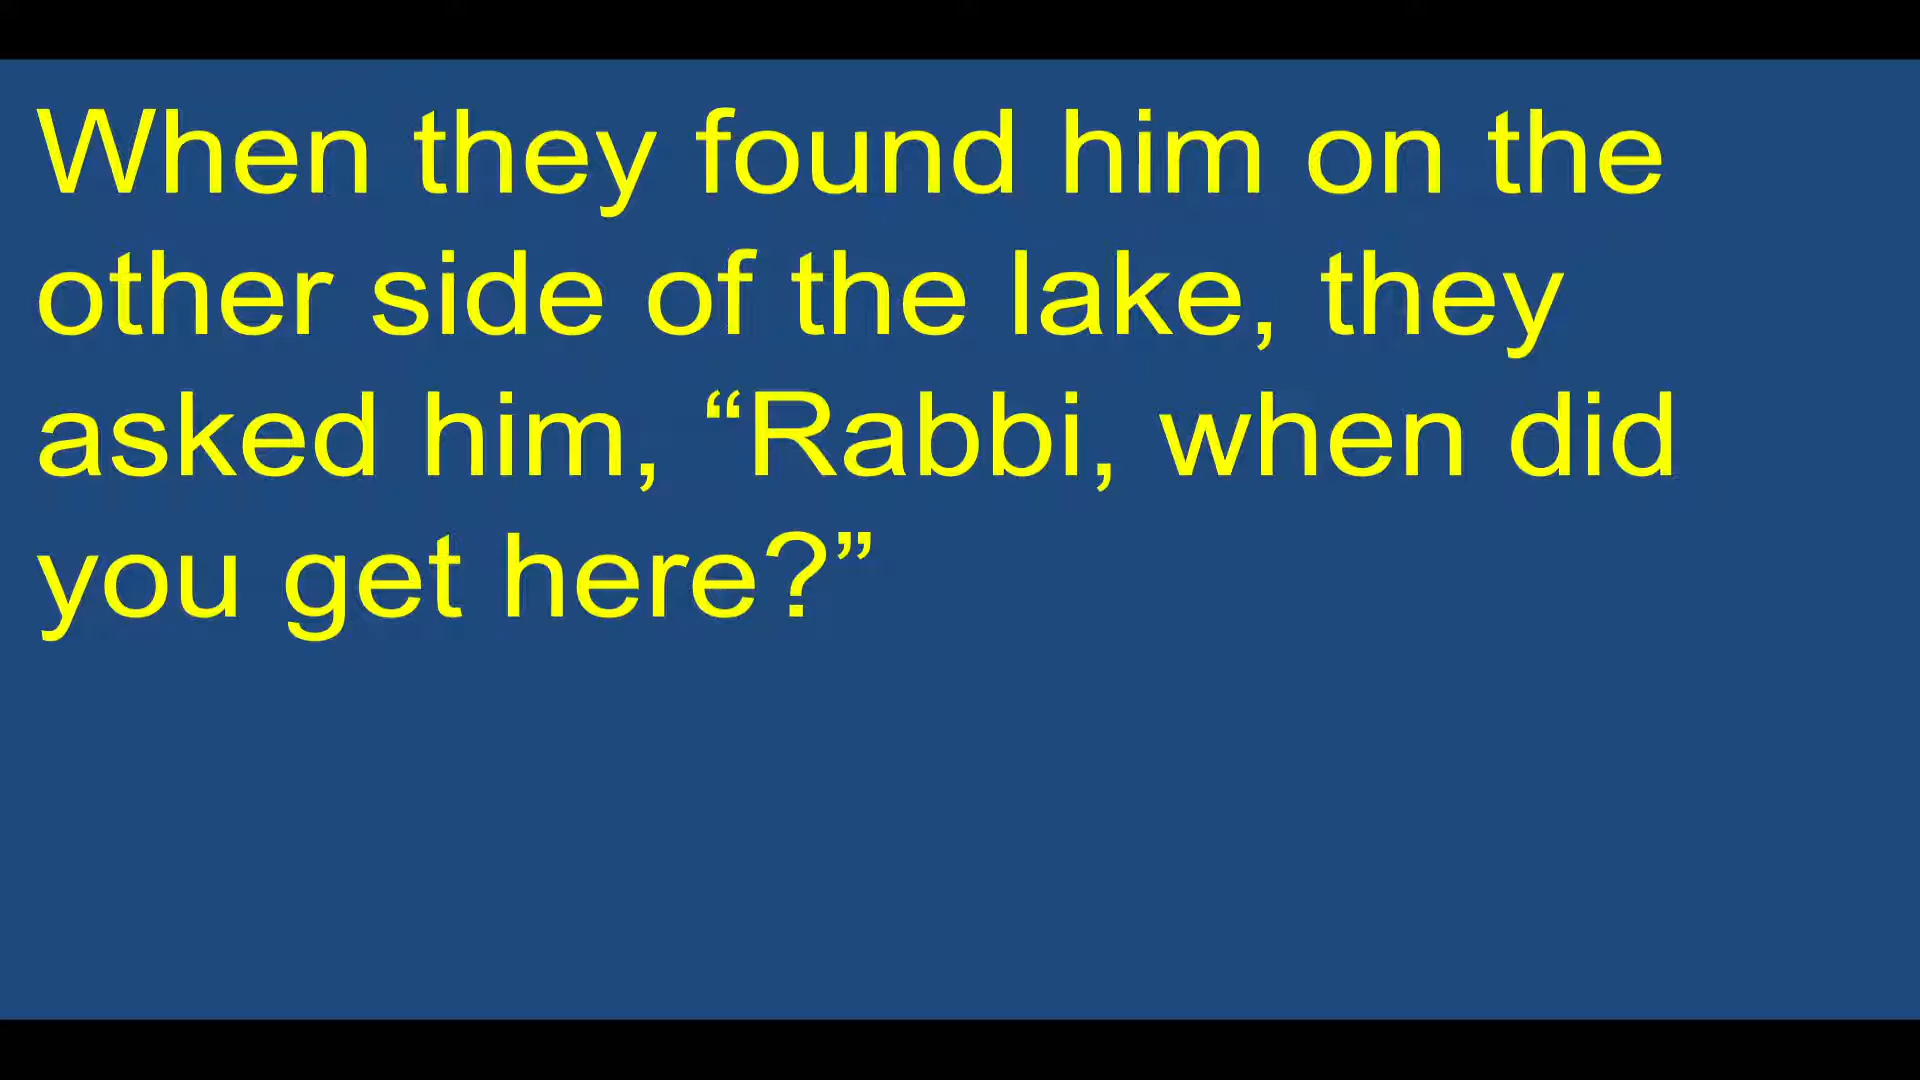 When they found him on the
other side of the lake, they
asked him, “Rabbi, when did
you get here?”